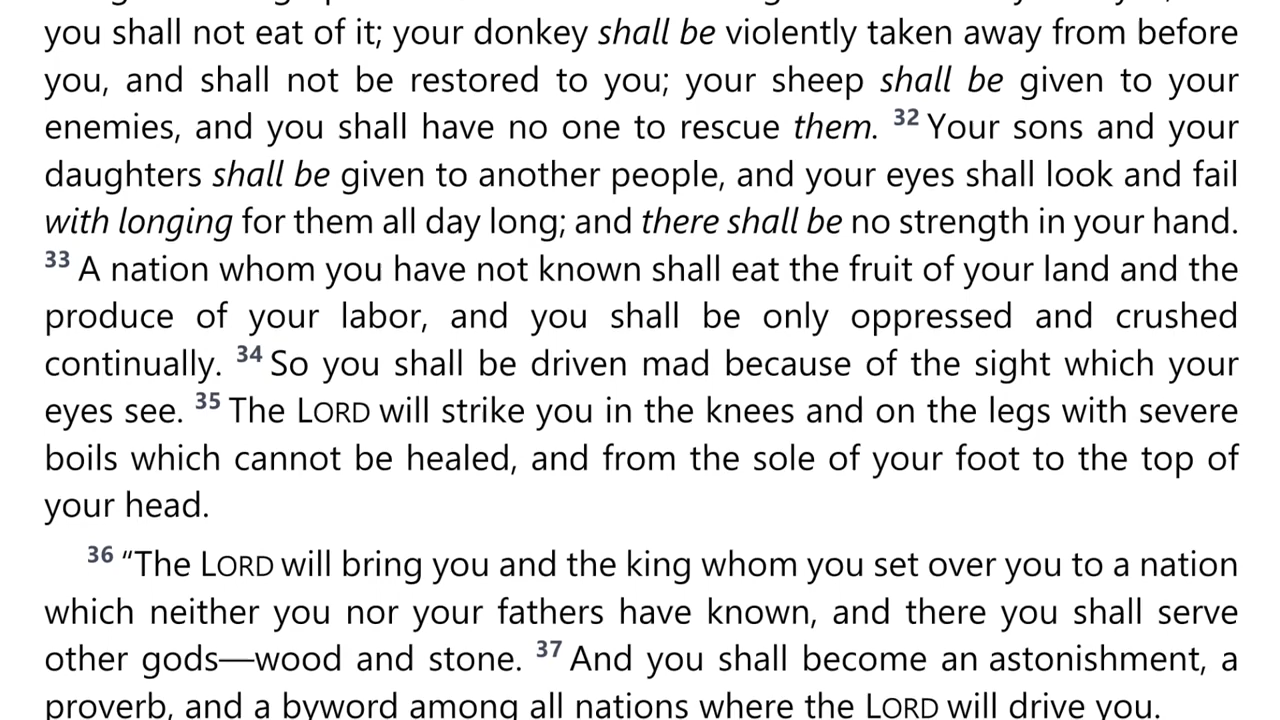 you shall not eat of it; your donkey shall be violently taken away from before
you, and shall not be restored to you; your sheep shall be given to your
enemies, and you shall have no one to rescue them. 32 Your sons and your
daughters shall be given to another people, and your eyes shall look and fail
with longing for them all day long; and there shall be no strength in your hand.
33 A nation whom you have not known shall eat the fruit of your land and the
produce of your labor, and you shall be only oppressed and crushed
continually. 34 So you shall be driven mad because of the sight which your
eyes see. 35 The LORD will strike you in the knees and on the legs with severe
boils which cannot be healed, and from the sole of your foot to the top of
your head.
36 “The LORD will bring you and the king whom you set over you to a nation
which neither you nor your fathers have known, and there you shall serve
other gods—wood and stone. 37 And you shall become an astonishment, a
proverb, and a byword among all nations where the LORD will drive you.